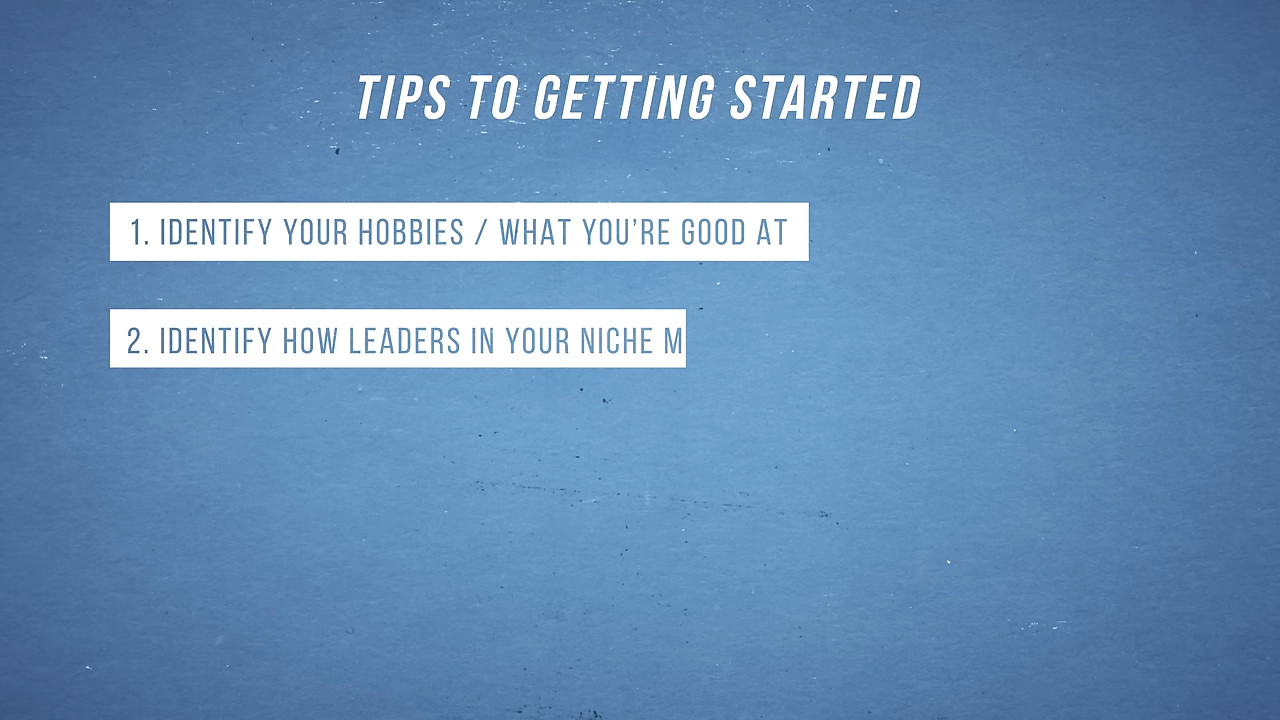 TIPS TO GETTING STARTED
1. IDENTIFY YOUR HOBBIES / WHAT YOU'RE GOOD AT
2. IDENTIFY HOW LEADERS IN YOUR NICHE M